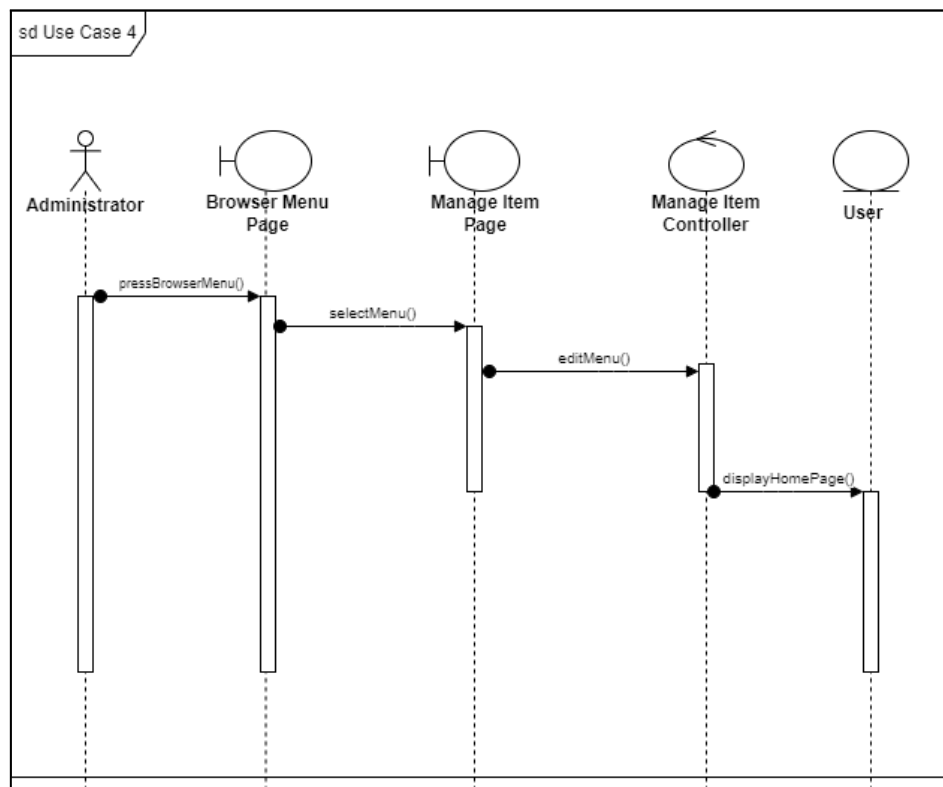 sd Use Case 4
Administrator
Browser Menu
Page
Manage Item
Page
Manage Item
Controller
User
pressBrowserMenu()
selectMenu()
editMenu()
displayHomePage()